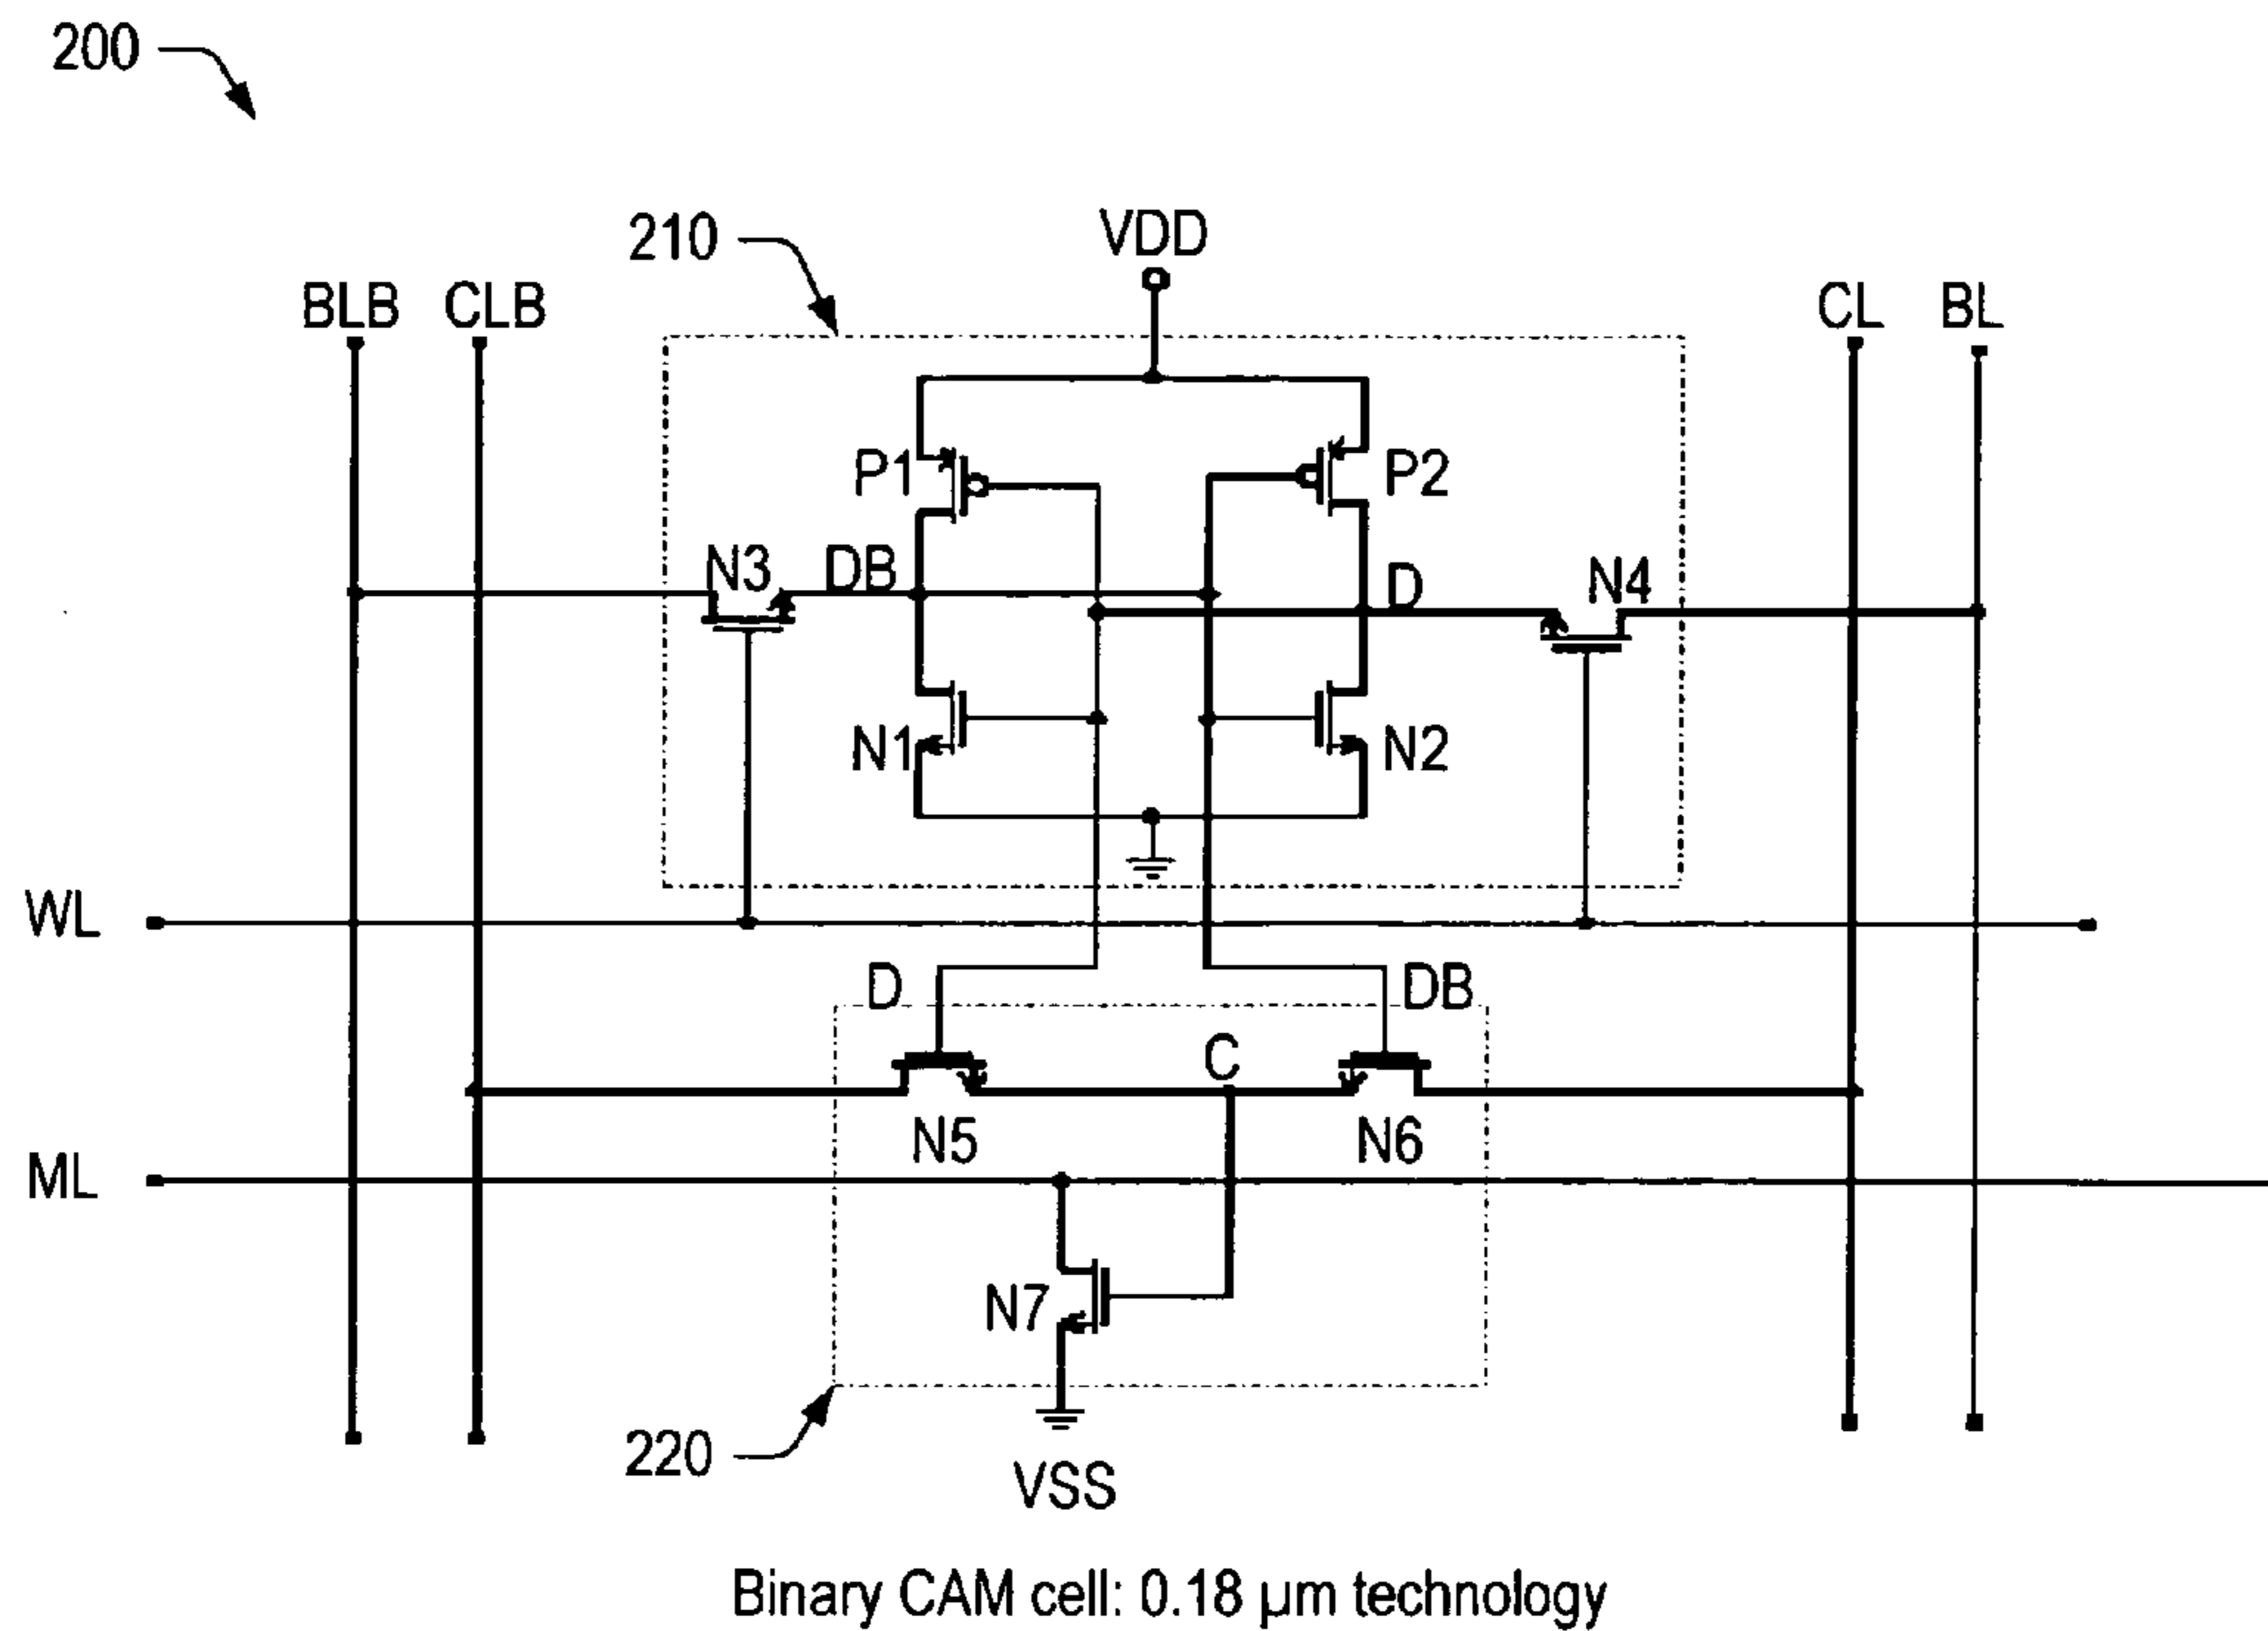 200
210
VDD
BLB
CLB
CL
BL
P1
P2
N3
DB
D
N4
N1
N2
WL
D
DB
C
N5
N6
ML
N7
220
VSS
Binary CAM cell: 0.18 µm technology